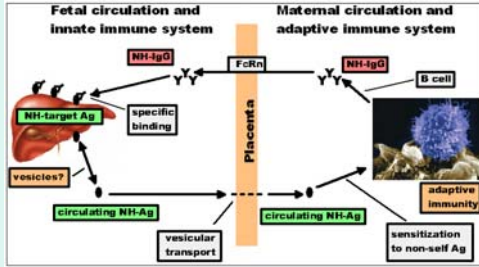 Fetal circulation and
innate immune system
Maternal circulation and
adaptive immune system
NH-IgG
FcRn
NH-IgG
B cell
NH-target Ag
specific
binding
Placenta
vesicles?
circulating NH-Ag
circulating NH-Ag
adaptive
immunity
vesicular
transport
sensitization
to non-self Ag